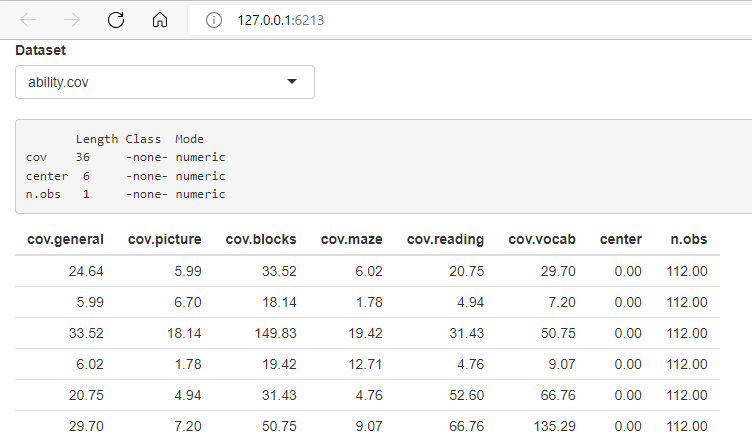 127.0.0.1:6213
Dataset
ability.cov
Length Class Mode
cov 36 -none- numeric
center 6 -none- numeric
n.obs 1 -none- numeric
cov.general cov.picture cov.blocks cov.maze cov.reading cov.vocab center n.obs
24.64 5.99 33.52 6.02 20.75 29.70 0.00 112.00
5.99 6.70 18.14 1.78 4.94 7.20 0.00 112.00
33.52 18.14 149.83 19.42 31.43 50.75 0.00 112.00
6.02 1.78 19.42 12.71 4.76 9.07 0.00 112.00
20.75 4.94 31.43 4.76 52.60 66.76 0.00 112.00
29.70 7.20 50.75 9.07 66.76 135.29 0.00 112.00